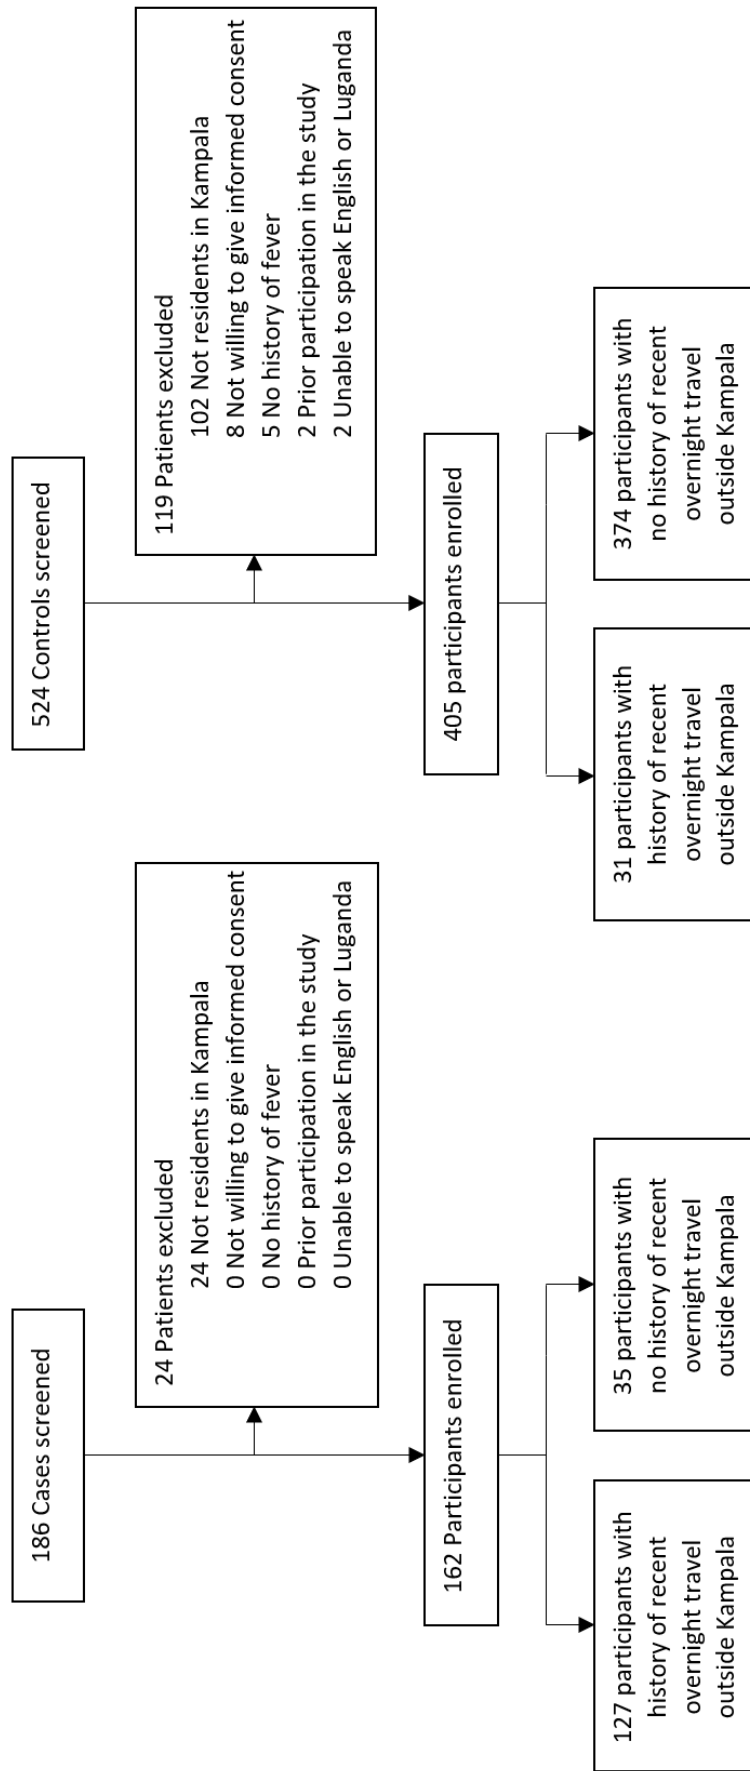 186 Cases screened
24 Patients excluded
24 Not residents in Kampala
0 Not willing to give informed consent
0 No history of fever
0 Prior participation in the study
0 Unable to speak English or Luganda
162 Participants enrolled
127 participants with
history of recent
overnight travel
outside Kampala
35 participants with
no history of recent
overnight travel
outside Kampala
524 Controls screened
119 Patients excluded
102 Not residents in Kampala
8 Not willing to give informed consent
5 No history of fever
2 Prior participation in the study
2 Unable to speak English or Luganda
405 participants enrolled
31 participants with
history of recent
overnight travel
outside Kampala
374 participants with
no history of recent
overnight travel
outside Kampala